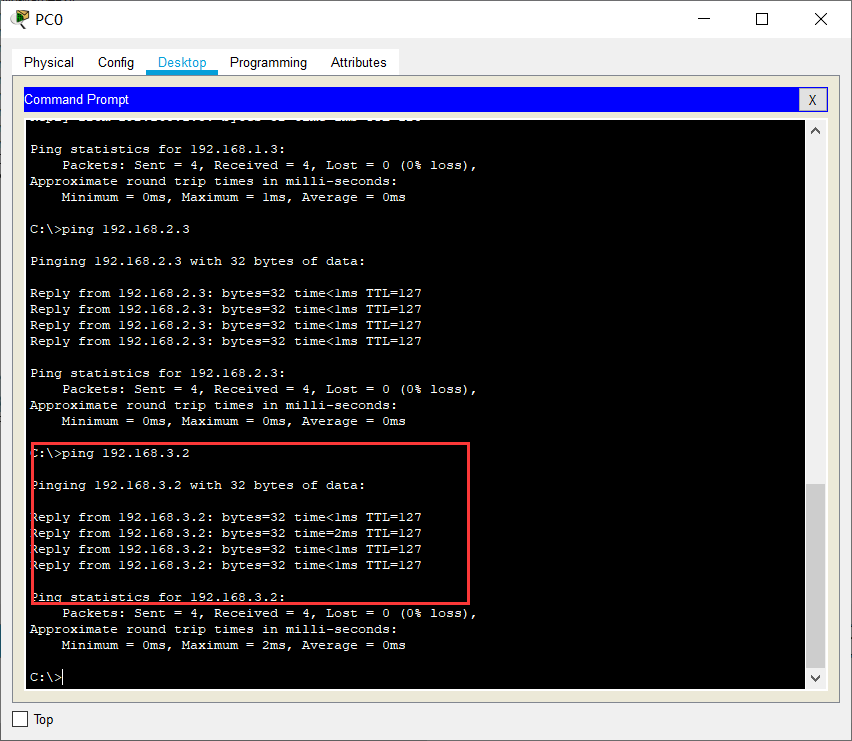 PC0
Physical Config Desktop Programming Attributes
Command Prompt
X
Ping statistics for 192.168.1.3:
Packets: Sent = 4, Received = 4, Lost = 0 (0% loss),
Approximate round trip times in milli-seconds:
Minimum = 0ms, Maximum = 1ms, Average = 0ms
C:\>ping 192.168.2.3
Pinging 192.168.2.3 with 32 bytes of data:
Reply from 192.168.2.3: bytes=32 time<1ms TTL=127
Reply from 192.168.2.3: bytes=32 time<1ms TTL=127
Reply from 192.168.2.3: bytes=32 time<1ms TTL=127
Reply from 192.168.2.3: bytes=32 time<1ms TTL=127
Ping statistics for 192.168.2.3:
Packets: Sent = 4, Received = 4, Lost = 0 (0% loss),
Approximate round trip times in milli-seconds:
Minimum = 0ms, Maximum = 0ms, Average = 0ms
C:\>ping 192.168.3.2
Pinging 192.168.3.2 with 32 bytes of data:
Reply from 192.168.3.2: bytes=32 time<1ms TTL=127
Reply from 192.168.3.2: bytes=32 time=2ms TTL=127
Reply from 192.168.3.2: bytes=32 time<1ms TTL=127
Reply from 192.168.3.2: bytes=32 time<1ms TTL=127
Ping statistics for 192.168.3.2:
Packets: Sent = 4, Received = 4, Lost = 0 (0% loss),
Approximate round trip times in milli-seconds:
Minimum = 0ms, Maximum = 2ms, Average = 0ms
C:\>
Top